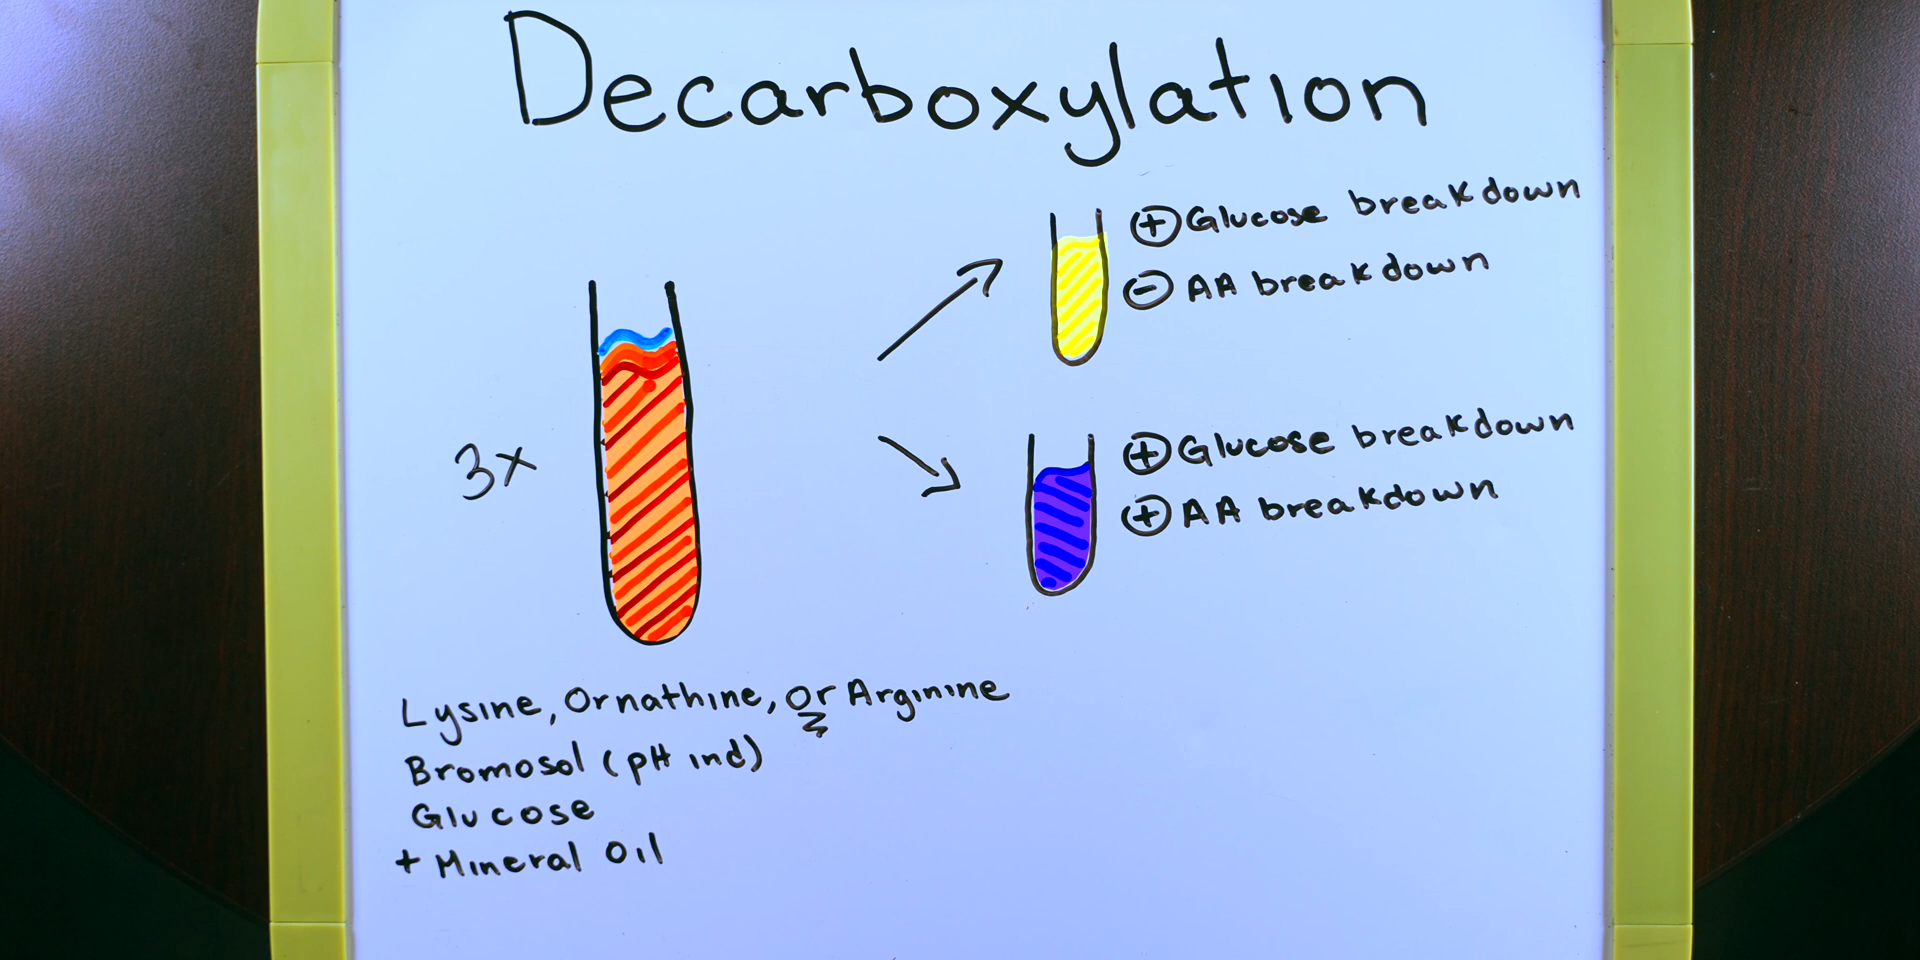 Decarboxylation
⊕ Glucose breakdown
⊖ AA breakdown
3x
⊕ Glucose breakdown
⊕ AA breakdown
Lysine, Ornathine, or Arginine
Bromosol (pH ind)
Glucose
+ Mineral Oil